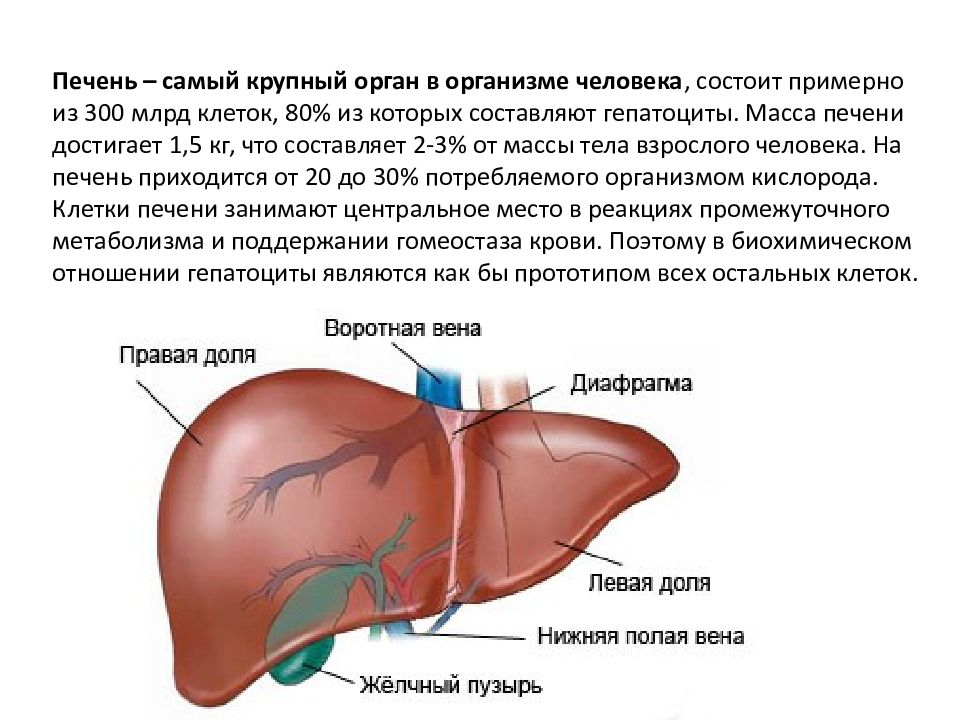 Печень – самый крупный орган в организме человека, состоит примерно
из 300 млрд клеток, 80% из которых составляют гепатоциты. Масса печени
достигает 1,5 кг, что составляет 2-3% от массы тела взрослого человека. На
печень приходится от 20 до 30% потребляемого организмом кислорода.
Клетки печени занимают центральное место в реакциях промежуточного
метаболизма и поддержании гомеостаза крови. Поэтому в биохимическом
отношении гепатоциты являются как бы прототипом всех остальных клеток.
Воротная вена
Правая доля
Диафрагма
Левая доля
Нижняя полая вена
Жёлчный пузырь